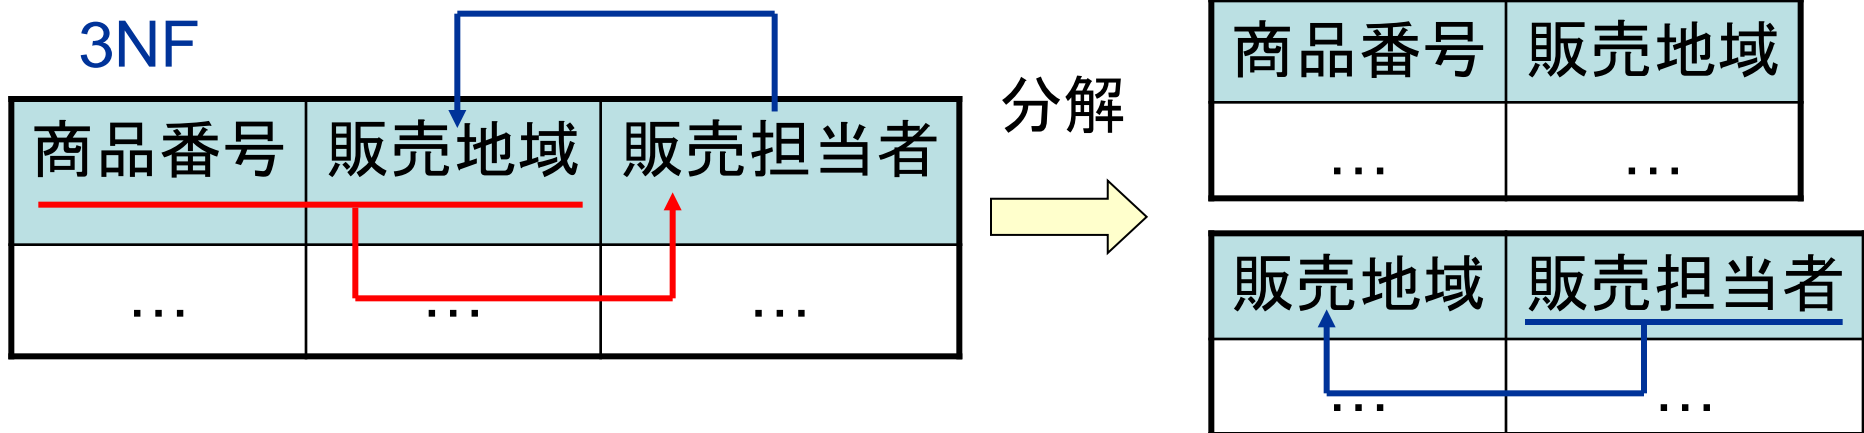 3NF
商品番号 販売地域 販売担当者
… … …
分解
商品番号 販売地域
… …
販売地域 販売担当者
… …